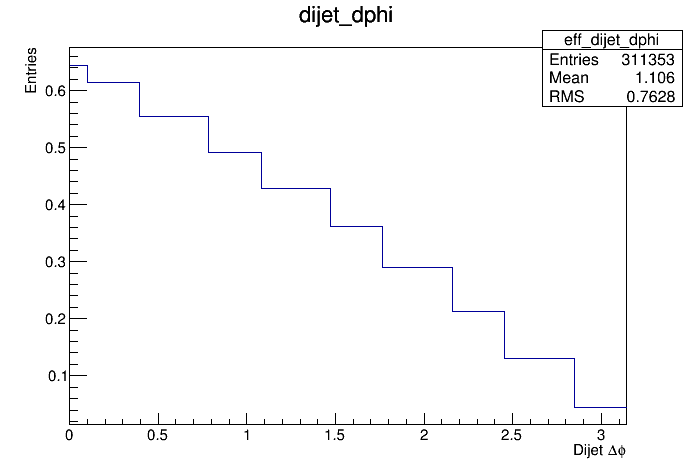 dijet_dphi
eff_dijet_dphi
Entries 311353
Mean 1.106
RMS 0.7628
Entries
0.6
0.5
0.4
0.3
0.2
0.1
0 0.5 1 1.5 2 2.5 3
Dijet Δϕ